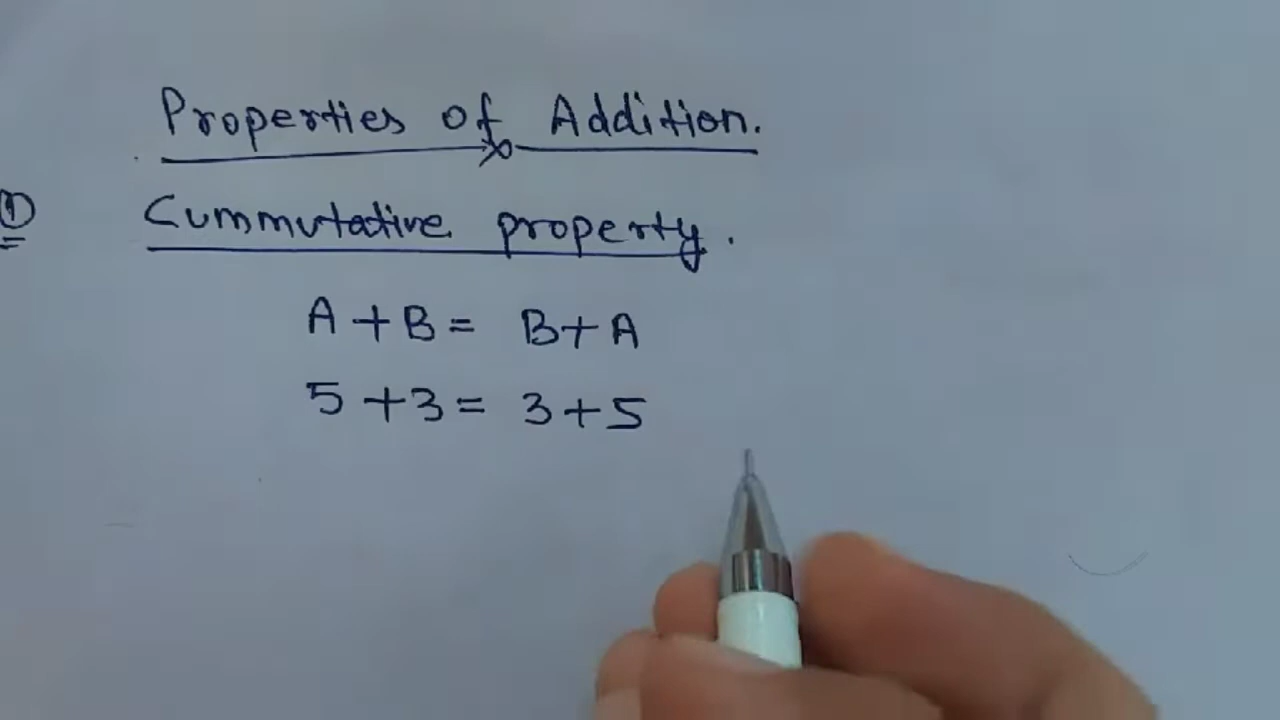 Properties of Addition.
① Cummutative property.
A + B = B + A
5 + 3 = 3 + 5